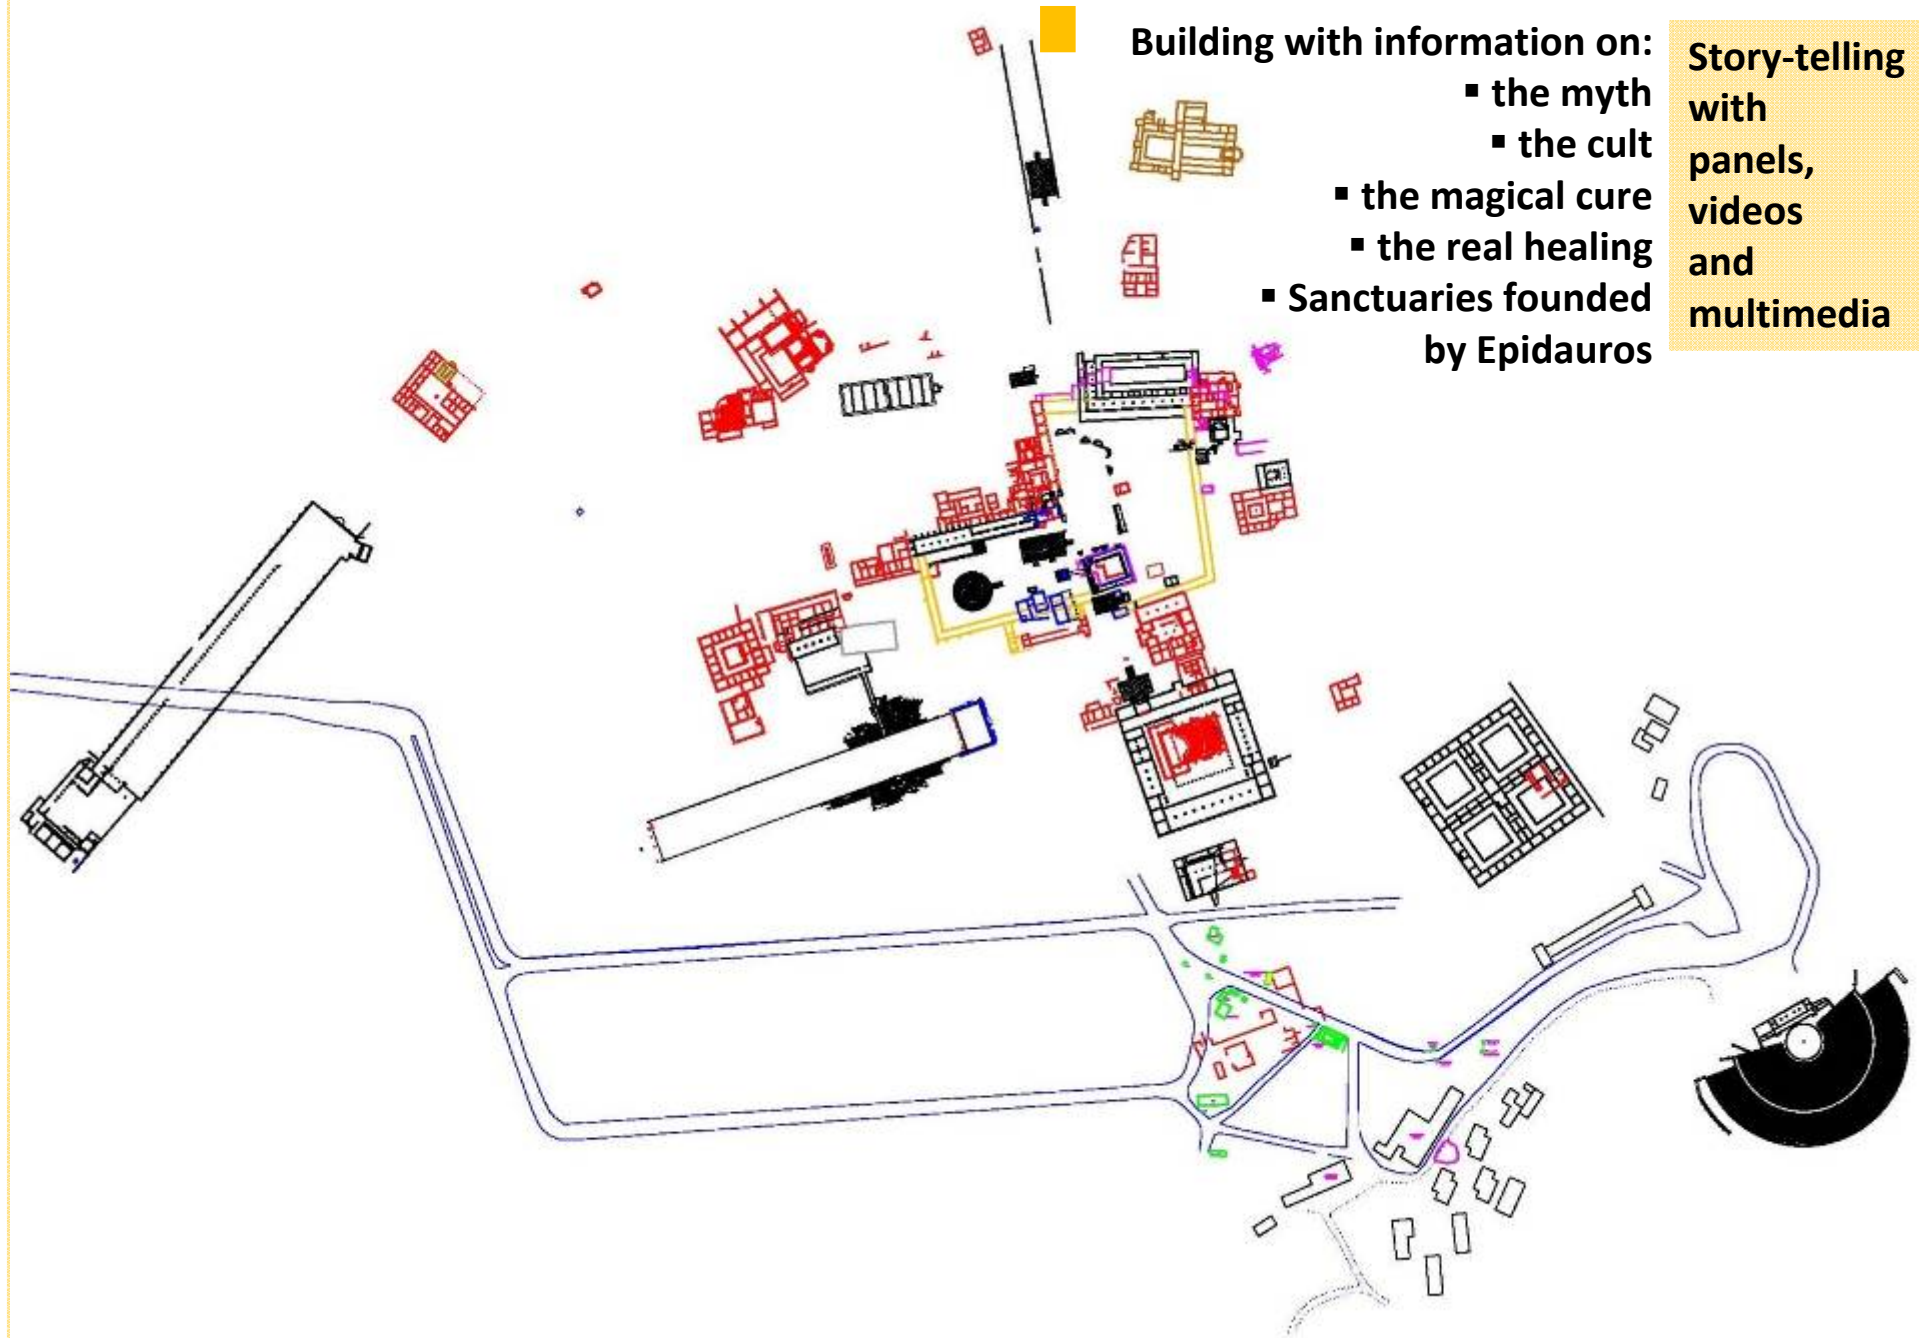 Building with information on:
▪ the myth
▪ the cult
▪ the magical cure
▪ the real healing
▪ Sanctuaries founded
by Epidauros
Story-telling
with
panels,
videos
and
multimedia